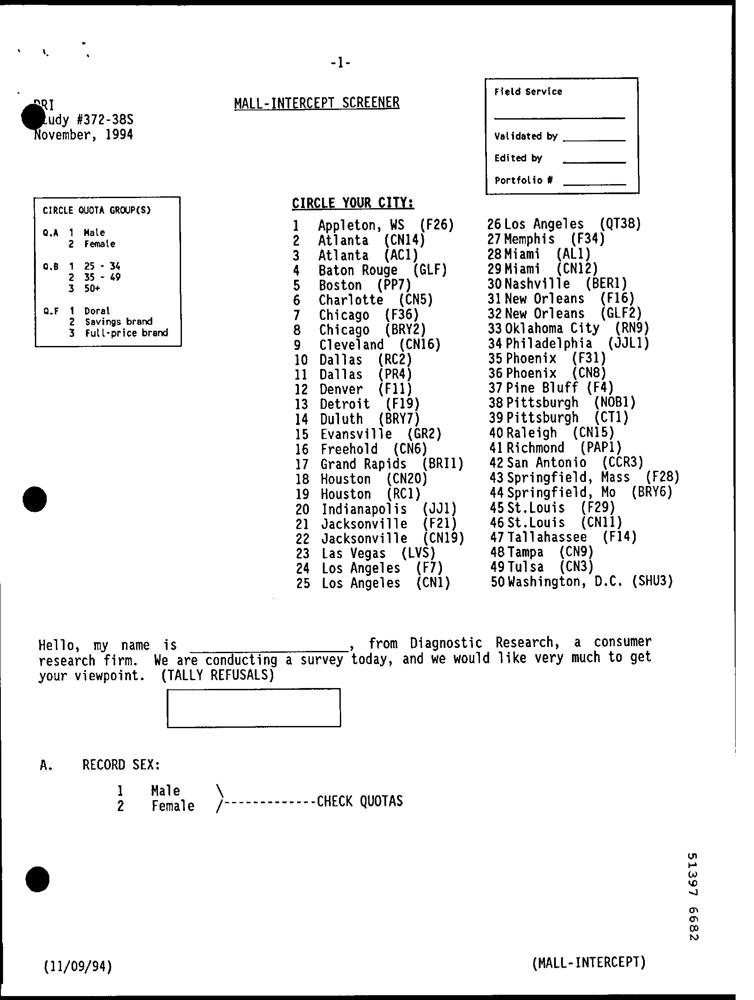 -1-
DRI
MALL-INTERCEPT SCREENER
Study #372-38S
November, 1994
Field Service
Validated by
Edited by
Portfolio #
CIRCLE QUOTA GROUP(S)
Q.A 1 Male
2 Female
Q.B 1 25 - 34
2 35 - 49
3 50+
Q.F 1 Doral
2 Savings brand
3 Full-price brand
CIRCLE YOUR CITY:
1 Appleton, WS (F26)
2 Atlanta (CN14)
3 Atlanta (AC1)
4 Baton Rouge (GLF)
5 Boston (PP7)
6 Charlotte (CN5)
7 Chicago (F36)
8 Chicago (BRY2)
9 Cleveland (CN16)
10 Dallas (RC2)
11 Dallas (PR4)
12 Denver (F11)
13 Detroit (F19)
14 Duluth (BRY7)
15 Evansville (GR2)
16 Freehold (CN6)
17 Grand Rapids (BRI1)
18 Houston (CN20)
19 Houston (RC1)
20 Indianapolis (JJ1)
21 Jacksonville (F21)
22 Jacksonville (CN19)
23 Las Vegas (LVS)
24 Los Angeles (F7)
25 Los Angeles (CN1)
26 Los Angeles (QT38)
27 Memphis (F34)
28 Miami (AL1)
29 Miami (CN12)
30 Nashville (BER1)
31 New Orleans (F16)
32 New Orleans (GLF2)
33 Oklahoma City (RN9)
34 Philadelphia (JJL1)
35 Phoenix (F31)
36 Phoenix (CN8)
37 Pine Bluff (F4)
38 Pittsburgh (NOB1)
39 Pittsburgh (CT1)
40 Raleigh (CN15)
41 Richmond (PAP1)
42 San Antonio (CCR3)
43 Springfield, Mass (F28)
44 Springfield, Mo (BRY6)
45 St.Louis (F29)
46 St.Louis (CN11)
47 Tallahassee (F14)
48 Tampa (CN9)
49 Tulsa (CN3)
50 Washington, D.C. (SHU3)
Hello, my name is ____________________, from Diagnostic Research, a consumer
research firm. We are conducting a survey today, and we would like very much to get
your viewpoint. (TALLY REFUSALS)
A. RECORD SEX:
1 Male \
2 Female /-------------CHECK QUOTAS
51397 6682
(11/09/94)
(MALL-INTERCEPT)